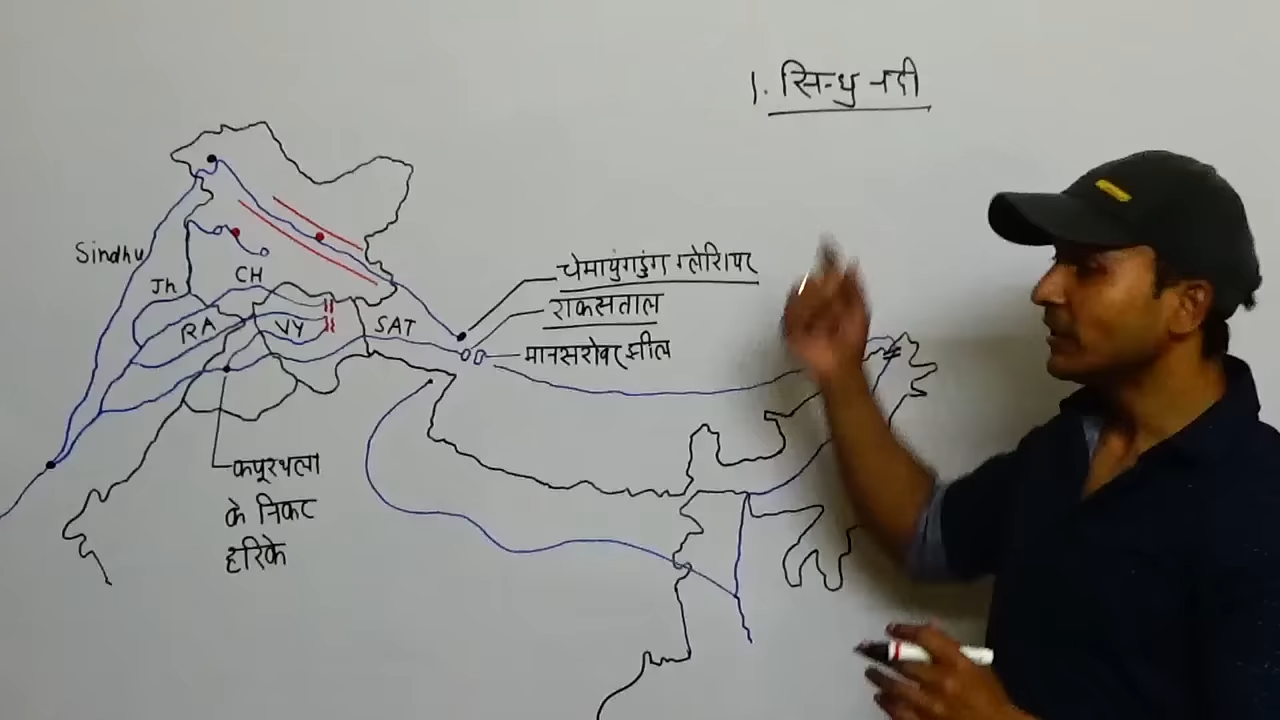 1. सिन्धु नदी
Sindhu
Jh
CH
RA
VY
SAT
चेमायुंगडुंग ग्लेशियर
राकसताल
मानसरोवर झील
कपूरथला
के निकट
हरिके